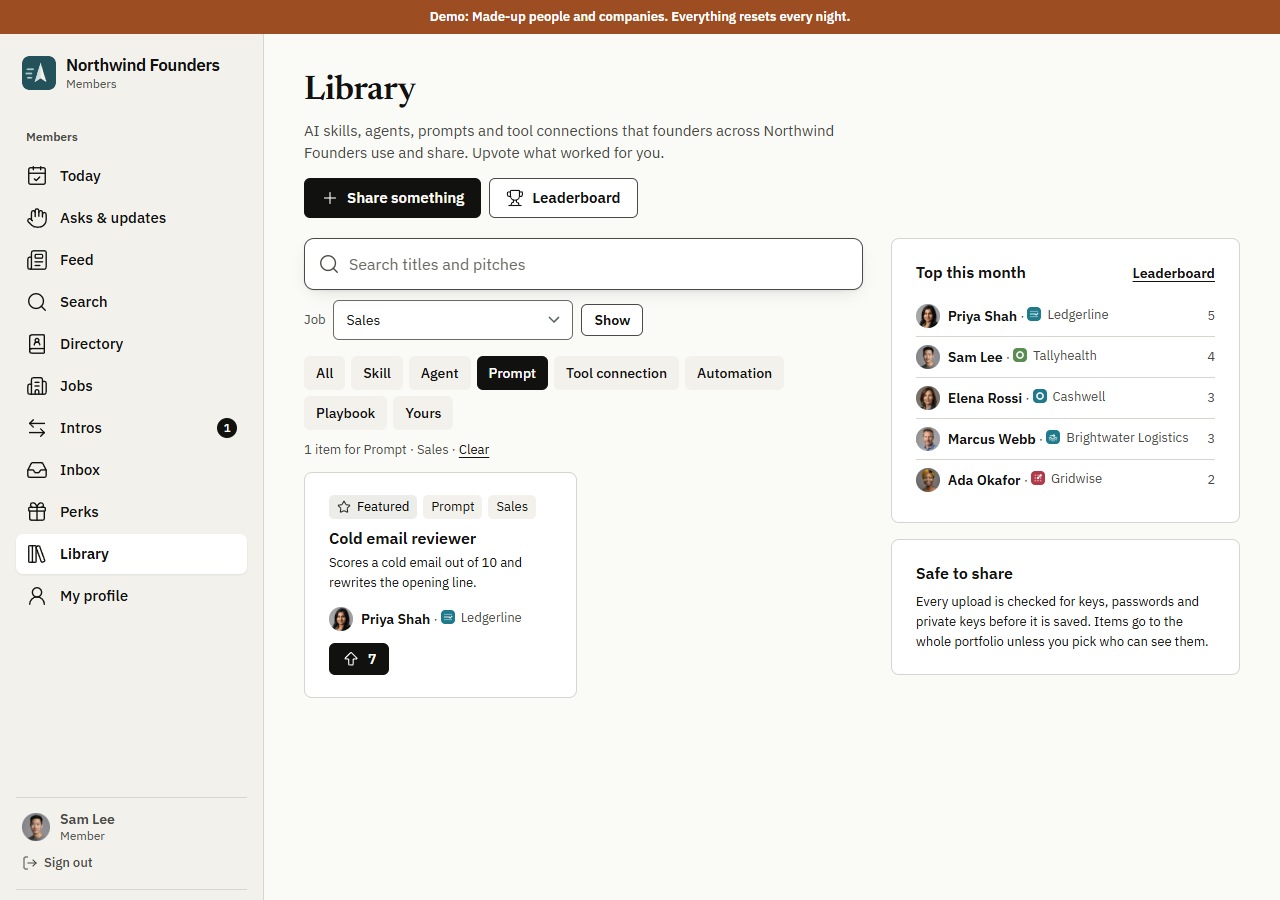 Demo: Made-up people and companies. Everything resets every night.
Northwind Founders
Members
Members
Today
Asks & updates
Feed
Search
Directory
Jobs
Intros
1
Inbox
Perks
Library
My profile
Sam Lee
Member
Sign out
Library
AI skills, agents, prompts and tool connections that founders across Northwind
Founders use and share. Upvote what worked for you.
Share something
Leaderboard
Search titles and pitches
Job
Sales
Show
All
Skill
Agent
Prompt
Tool connection
Automation
Playbook
Yours
1 item for Prompt · Sales · Clear
Featured
Prompt
Sales
Cold email reviewer
Scores a cold email out of 10 and
rewrites the opening line.
Priya Shah · Ledgerline
7
Top this month
Leaderboard
Priya Shah · Ledgerline 5
Sam Lee · Tallyhealth 4
Elena Rossi · Cashwell 3
Marcus Webb · Brightwater Logistics 3
Ada Okafor · Gridwise 2
Safe to share
Every upload is checked for keys, passwords and
private keys before it is saved. Items go to the
whole portfolio unless you pick who can see them.